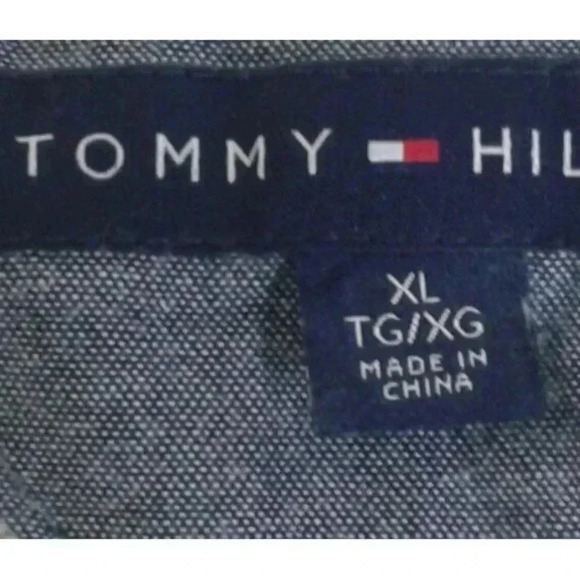 TOMMY HIL
XL
TG/XG
MADE IN
CHINA